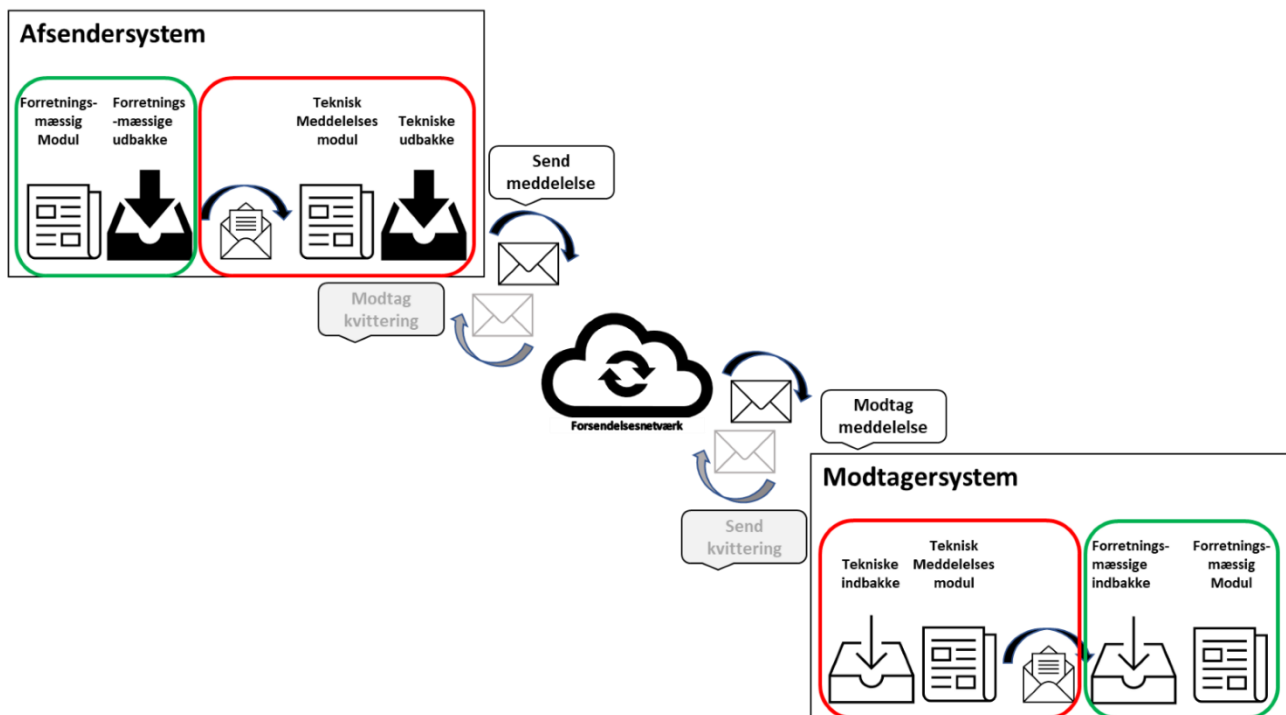 Afsendersystem
Forretnings-
mæssig
Modul
Forretnings
-mæssige
udbakke
Teknisk
Meddelelses
modul
Tekniske
udbakke
Send
meddelelse
Modtag
kvittering
Forsendelsesnetværk
Modtag
meddelelse
Send
kvittering
Modtagersystem
Tekniske
indbakke
Teknisk
Meddelelses
modul
Forretnings-
mæssige
indbakke
Forretnings-
mæssig
Modul